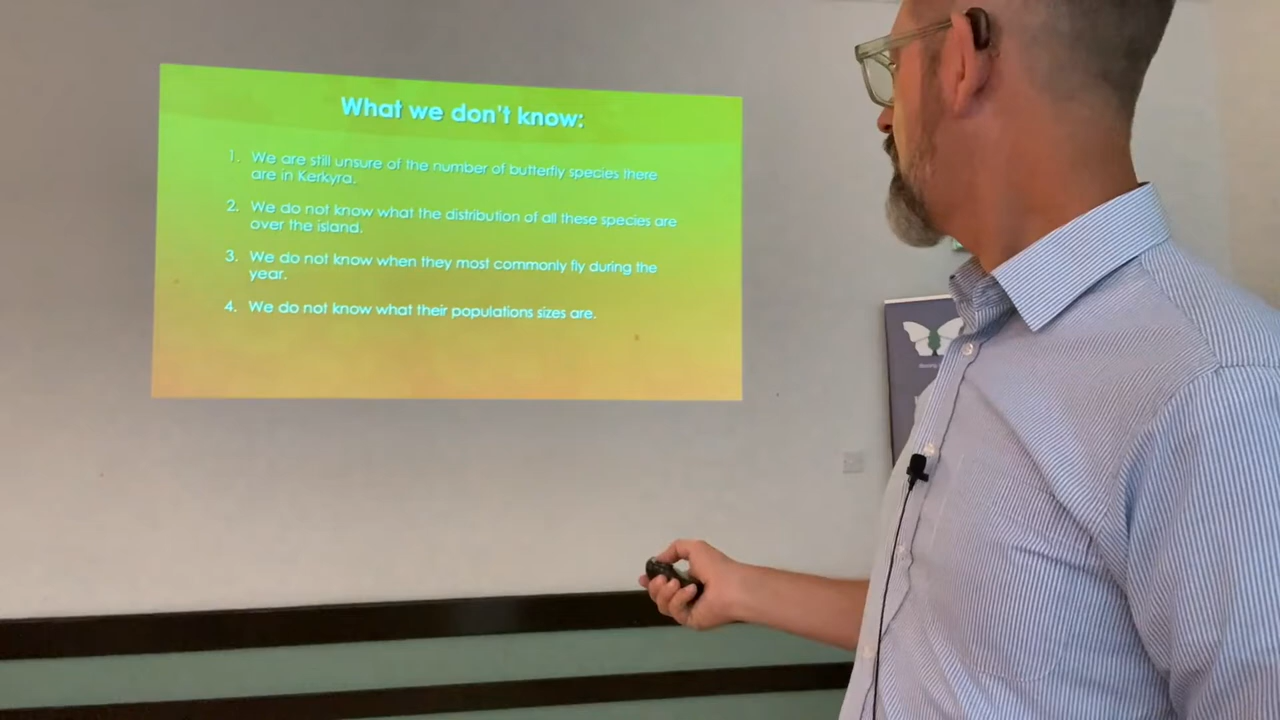 What we don't know:
1. We are still unsure of the number of butterfly species there
are in Kerkyra.
2. We do not know what the distribution of all these species are
over the island.
3. We do not know when they most commonly fly during the
year.
4. We do not know what their populations sizes are.